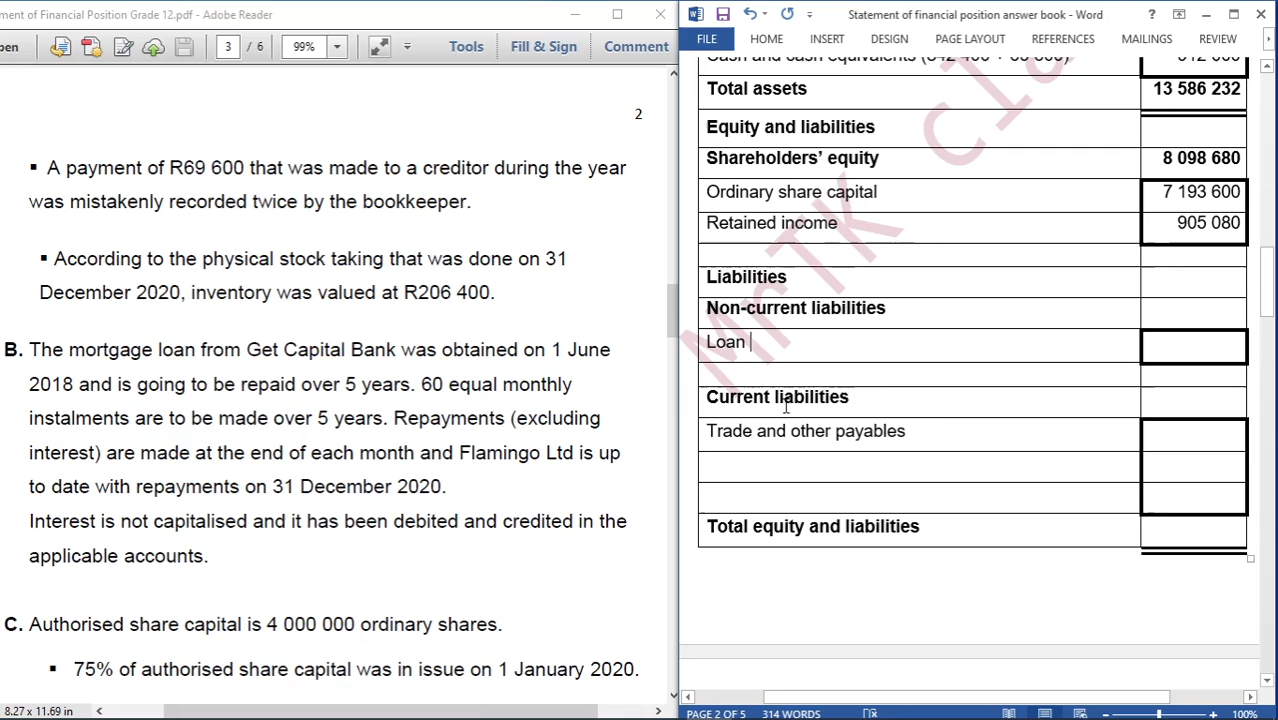 ment of Financial Position Grade 12.pdf - Adobe Reader
pen
3 / 6
99%
Tools
Fill & Sign
Comment
2
▪ A payment of R69 600 that was made to a creditor during the year
was mistakenly recorded twice by the bookkeeper.
▪ According to the physical stock taking that was done on 31
December 2020, inventory was valued at R206 400.
B. The mortgage loan from Get Capital Bank was obtained on 1 June
2018 and is going to be repaid over 5 years. 60 equal monthly
instalments are to be made over 5 years. Repayments (excluding
interest) are made at the end of each month and Flamingo Ltd is up
to date with repayments on 31 December 2020.
Interest is not capitalised and it has been debited and credited in the
applicable accounts.
C. Authorised share capital is 4 000 000 ordinary shares.
▪ 75% of authorised share capital was in issue on 1 January 2020.
8.27 x 11.69 in
Statement of financial position answer book - Word
FILE HOME INSERT DESIGN PAGE LAYOUT REFERENCES MAILINGS REVIEW
Cash and cash equivalents
Total assets 13 586 232
Equity and liabilities
Shareholders' equity 8 098 680
Ordinary share capital 7 193 600
Retained income 905 080
Liabilities
Non-current liabilities
Loan
Current liabilities
Trade and other payables
Total equity and liabilities
MrTK cla
PAGE 2 OF 5 314 WORDS 100%